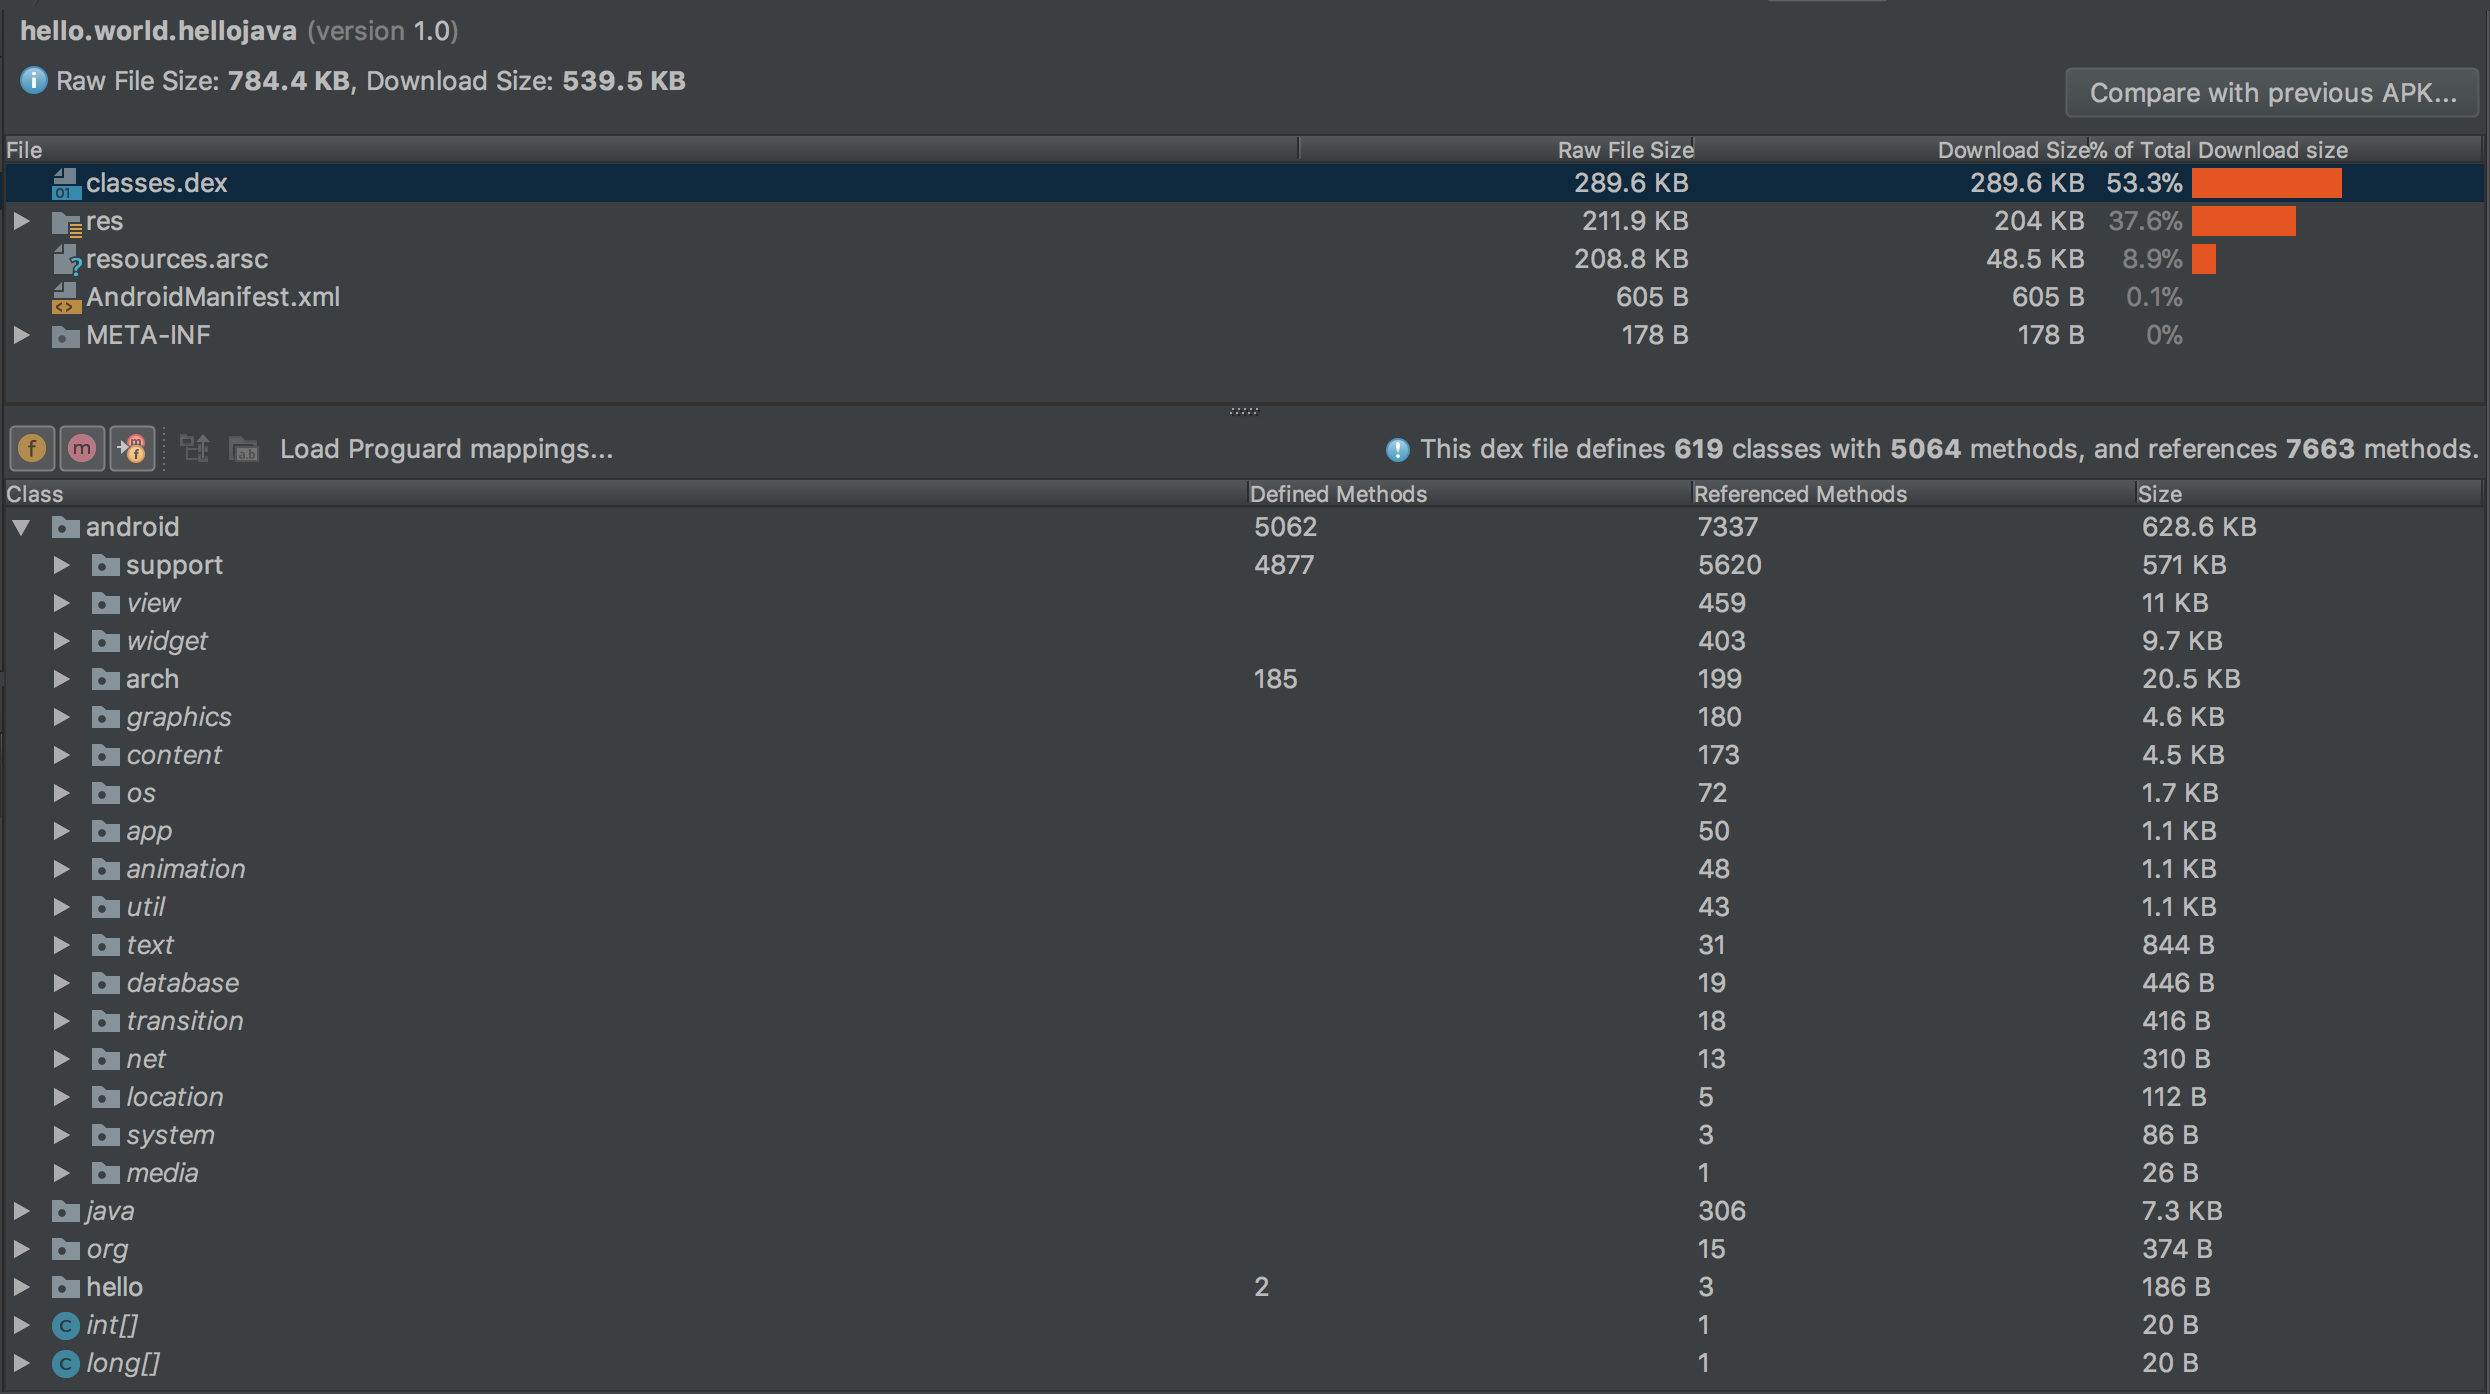 hello.world.hellojava (version 1.0)
Raw File Size: 784.4 KB, Download Size: 539.5 KB
Compare with previous APK...
File Raw File Size Download Size % of Total Download size
classes.dex 289.6 KB 289.6 KB 53.3%
res 211.9 KB 204 KB 37.6%
resources.arsc 208.8 KB 48.5 KB 8.9%
AndroidManifest.xml 605 B 605 B 0.1%
META-INF 178 B 178 B 0%
Load Proguard mappings... This dex file defines 619 classes with 5064 methods, and references 7663 methods.
Class Defined Methods Referenced Methods Size
android 5062 7337 628.6 KB
support 4877 5620 571 KB
view 459 11 KB
widget 403 9.7 KB
arch 185 199 20.5 KB
graphics 180 4.6 KB
content 173 4.5 KB
os 72 1.7 KB
app 50 1.1 KB
animation 48 1.1 KB
util 43 1.1 KB
text 31 844 B
database 19 446 B
transition 18 416 B
net 13 310 B
location 5 112 B
system 3 86 B
media 1 26 B
java 306 7.3 KB
org 15 374 B
hello 2 3 186 B
int[] 1 20 B
long[] 1 20 B